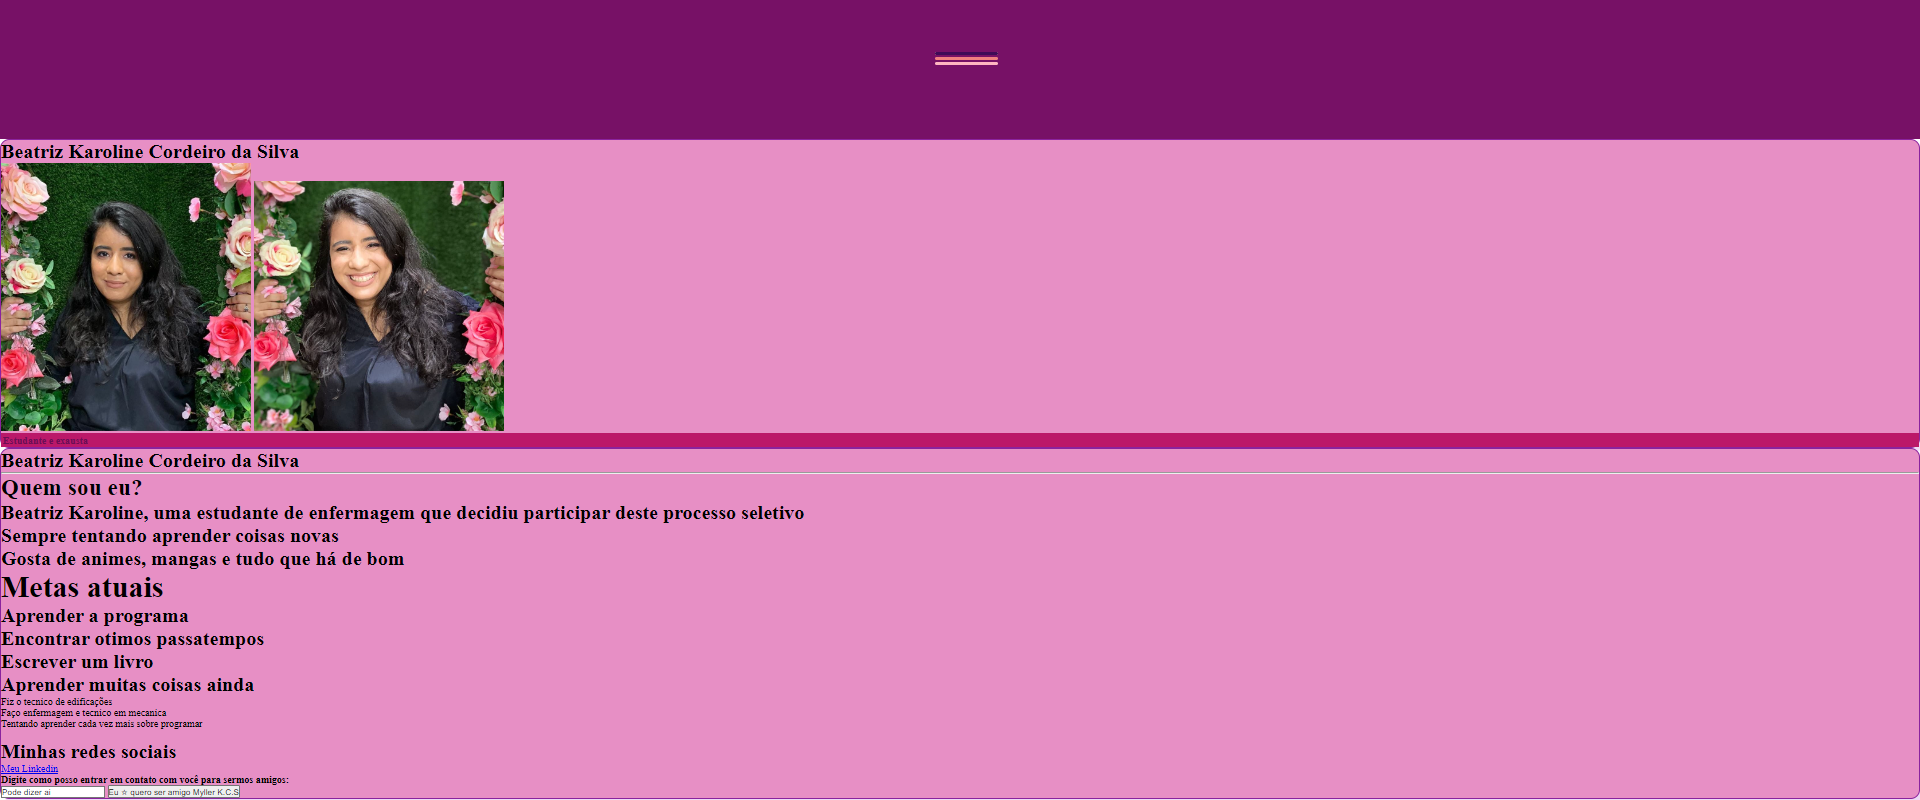 Beatriz Karoline Cordeiro da Silva
Estudante e exausta
Beatriz Karoline Cordeiro da Silva
Quem sou eu?
Beatriz Karoline, uma estudante de enfermagem que decidiu participar deste processo seletivo
Sempre tentando aprender coisas novas
Gosta de animes, mangas e tudo que há de bom
Metas atuais
Aprender a programa
Encontrar otimos passatempos
Escrever um livro
Aprender muitas coisas ainda
Fiz o tecnico de edificações
Faço enfermagem e tecnico em mecanica
Tentando aprender cada vez mais sobre programar
Minhas redes sociais
Meu Linkedin
Digite como posso entrar em contato com você para sermos amigos:
Pode dizer ai Eu ☆ quero ser amigo Myller K.C.S